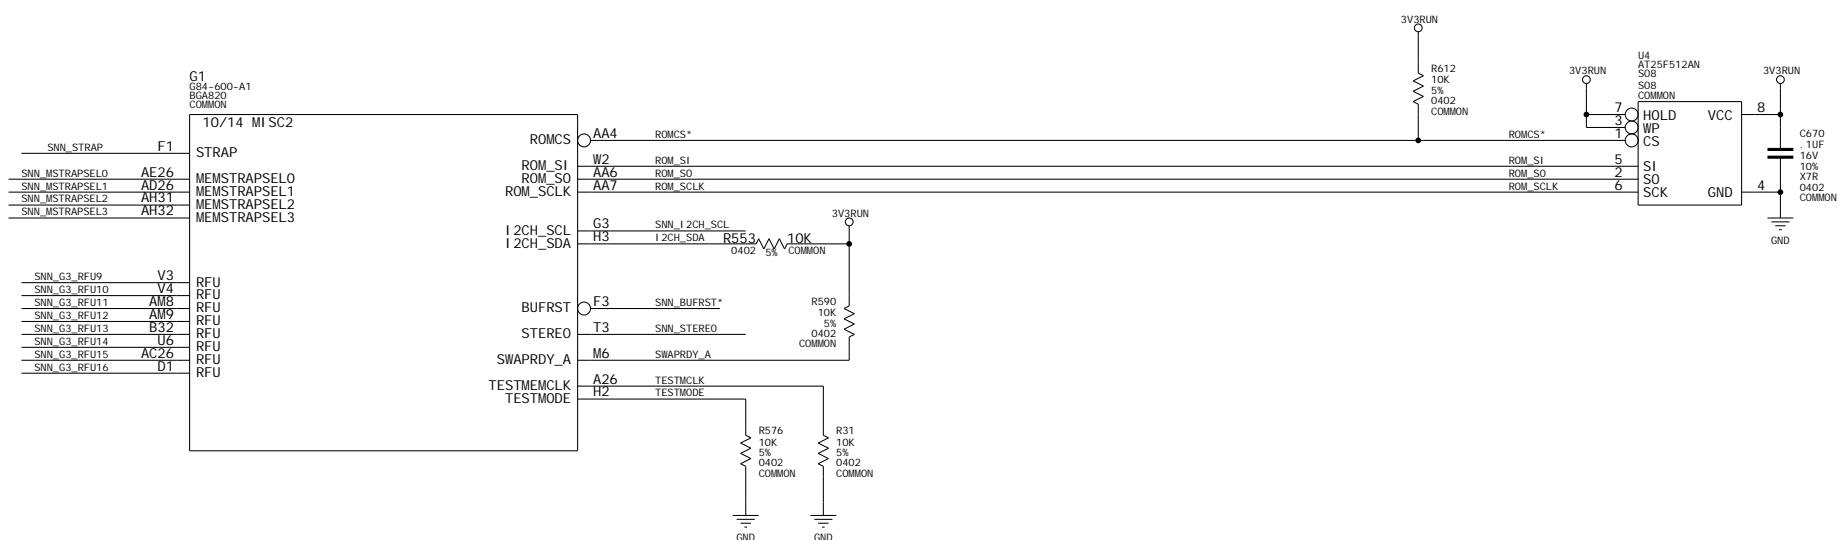 3V3RUN
R612
10K
5%
0402
COMMON
3V3RUN
U4
AT25F512AN
SO8
SO8
COMMON
3V3RUN
7 HOLD
3 WP
1 CS
5 SI
2 SO
6 SCK
VCC 8
GND 4
C670
.1UF
16V
10%
X7R
0402
COMMON
GND
G1
G84-600-A1
BGA820
COMMON
10/14 MISC2
SNN_STRAP F1 STRAP
SNN_MSTRAPSEL0 AE26 MEMSTRAPSEL0
SNN_MSTRAPSEL1 AD26 MEMSTRAPSEL1
SNN_MSTRAPSEL2 AH31 MEMSTRAPSEL2
SNN_MSTRAPSEL3 AH32 MEMSTRAPSEL3
SNN_G3_RFU9 V3 RFU
SNN_G3_RFU10 V4 RFU
SNN_G3_RFU11 AM8 RFU
SNN_G3_RFU12 AM9 RFU
SNN_G3_RFU13 B32 RFU
SNN_G3_RFU14 U6 RFU
SNN_G3_RFU15 AC26 RFU
SNN_G3_RFU16 D1 RFU
ROMCS AA4 ROMCS* ROMCS*
ROM_SI W2 ROM_SI ROM_SI
ROM_SO AA6 ROM_SO ROM_SO
ROM_SCLK AA7 ROM_SCLK ROM_SCLK
I2CH_SCL G3 SNN_I2CH_SCL
I2CH_SDA H3 I2CH_SDA
R553 10K
0402 5% COMMON
3V3RUN
BUFRST F3 SNN_BUFRST*
STEREO T3 SNN_STEREO
SWAPRDY_A M6 SWAPRDY_A
R590
10K
5%
0402
COMMON
TESTMEMCLK A26 TESTMCLK
TESTMODE H2 TESTMODE
R576
10K
5%
0402
COMMON
GND
R31
10K
5%
0402
COMMON
GND